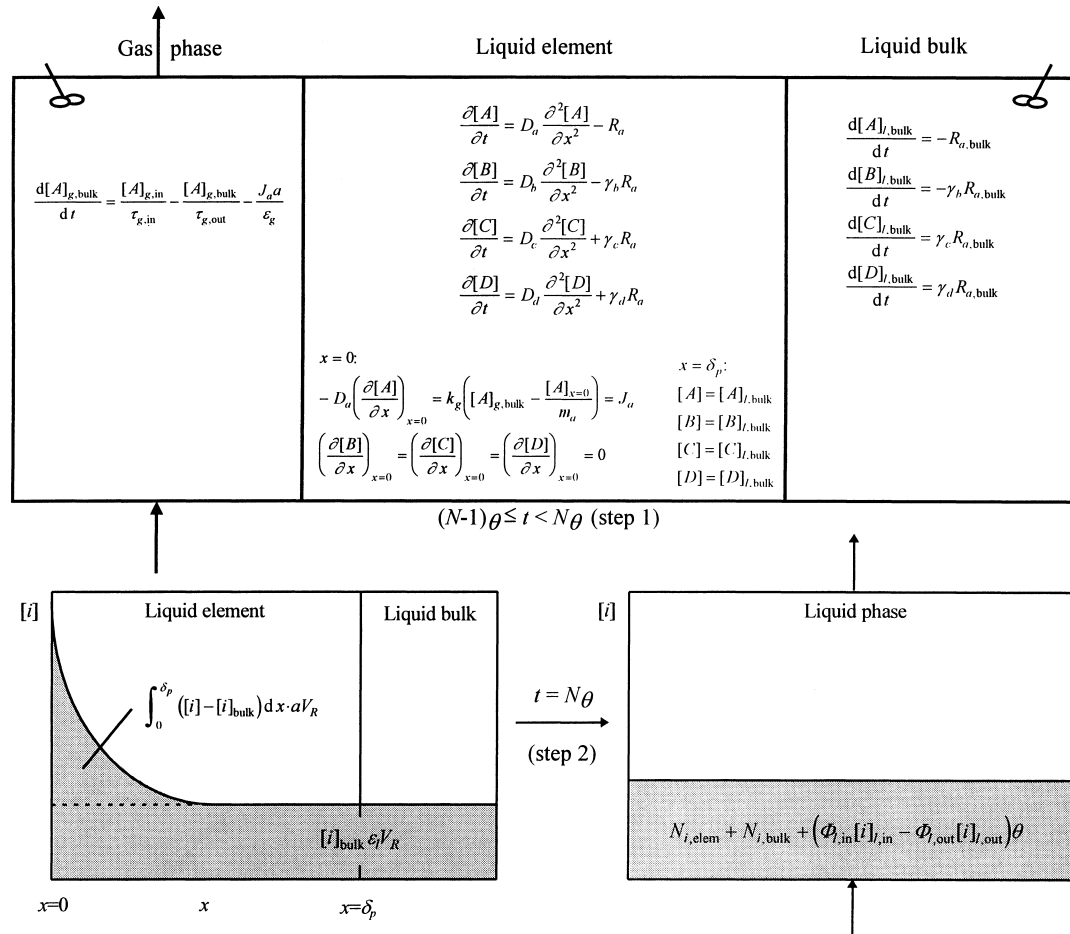 Gas phase
Liquid element
Liquid bulk
d[A]_{g,bulk}/dt = [A]_{g,in}/τ_{g,in} − [A]_{g,bulk}/τ_{g,out} − J_a a/ε_g
∂[A]/∂t = D_a ∂²[A]/∂x² − R_a
∂[B]/∂t = D_b ∂²[B]/∂x² − γ_b R_a
∂[C]/∂t = D_c ∂²[C]/∂x² + γ_c R_a
∂[D]/∂t = D_d ∂²[D]/∂x² + γ_d R_a
x = 0:
− D_a (∂[A]/∂x)_{x=0} = k_g ([A]_{g,bulk} − [A]_{x=0}/m_a) = J_a
(∂[B]/∂x)_{x=0} = (∂[C]/∂x)_{x=0} = (∂[D]/∂x)_{x=0} = 0
x = δ_p:
[A] = [A]_{l,bulk}
[B] = [B]_{l,bulk}
[C] = [C]_{l,bulk}
[D] = [D]_{l,bulk}
d[A]_{l,bulk}/dt = −R_{a,bulk}
d[B]_{l,bulk}/dt = −γ_b R_{a,bulk}
d[C]_{l,bulk}/dt = γ_c R_{a,bulk}
d[D]_{l,bulk}/dt = γ_d R_{a,bulk}
(N-1)θ ≤ t < Nθ (step 1)
[i]
Liquid element
Liquid bulk
∫_0^{δ_p} ([i] − [i]_{bulk}) dx·aV_R
[i]_{bulk} ε_l V_R
x=0
x
x=δ_p
t = Nθ
(step 2)
[i]
Liquid phase
N_{i,elem} + N_{i,bulk} + (Φ_{l,in}[i]_{l,in} − Φ_{l,out}[i]_{l,out})θ